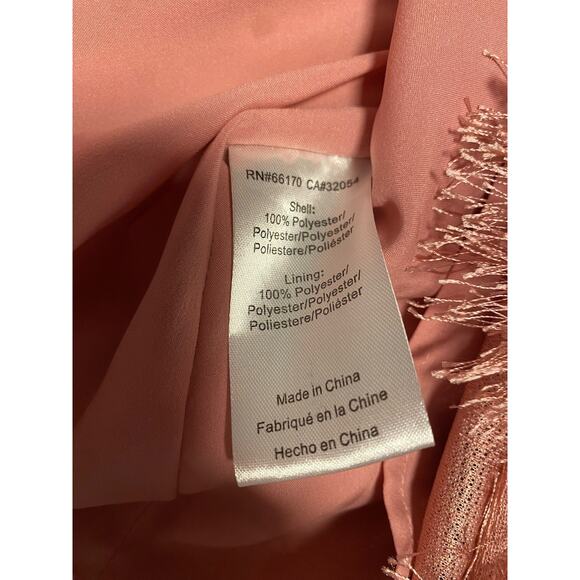 RN#66170 CA#32054
Shell:
100% Polyester/
Polyester/Polyester/
Poliestere/Poliéster
Lining:
100% Polyester/
Polyester/Polyester/
Poliestere/Poliéster
Made in China
Fabriqué en la Chine
Hecho en China